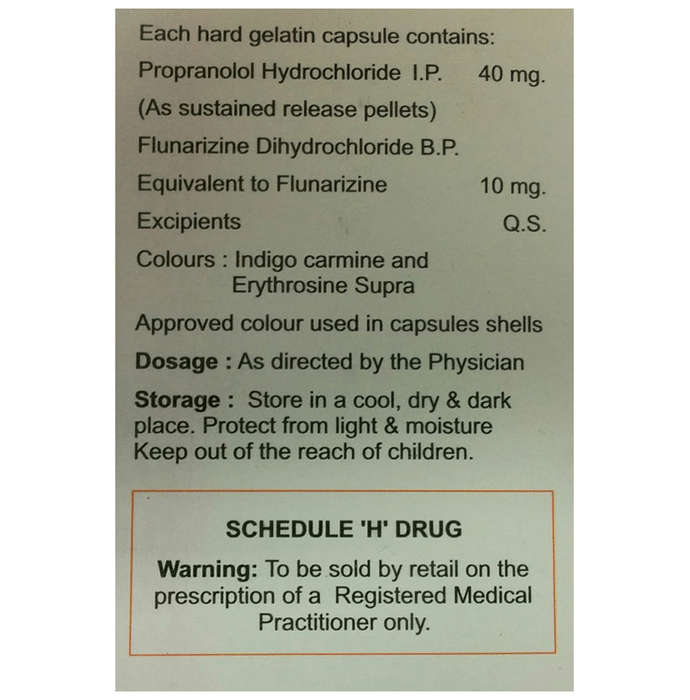 Each hard gelatin capsule contains:
Propranolol Hydrochloride I.P. 40 mg.
(As sustained release pellets)
Flunarizine Dihydrochloride B.P.
Equivalent to Flunarizine 10 mg.
Excipients Q.S.
Colours : Indigo carmine and
Erythrosine Supra
Approved colour used in capsules shells
Dosage : As directed by the Physician
Storage : Store in a cool, dry & dark
place. Protect from light & moisture
Keep out of the reach of children.
SCHEDULE 'H' DRUG
Warning: To be sold by retail on the
prescription of a Registered Medical
Practitioner only.